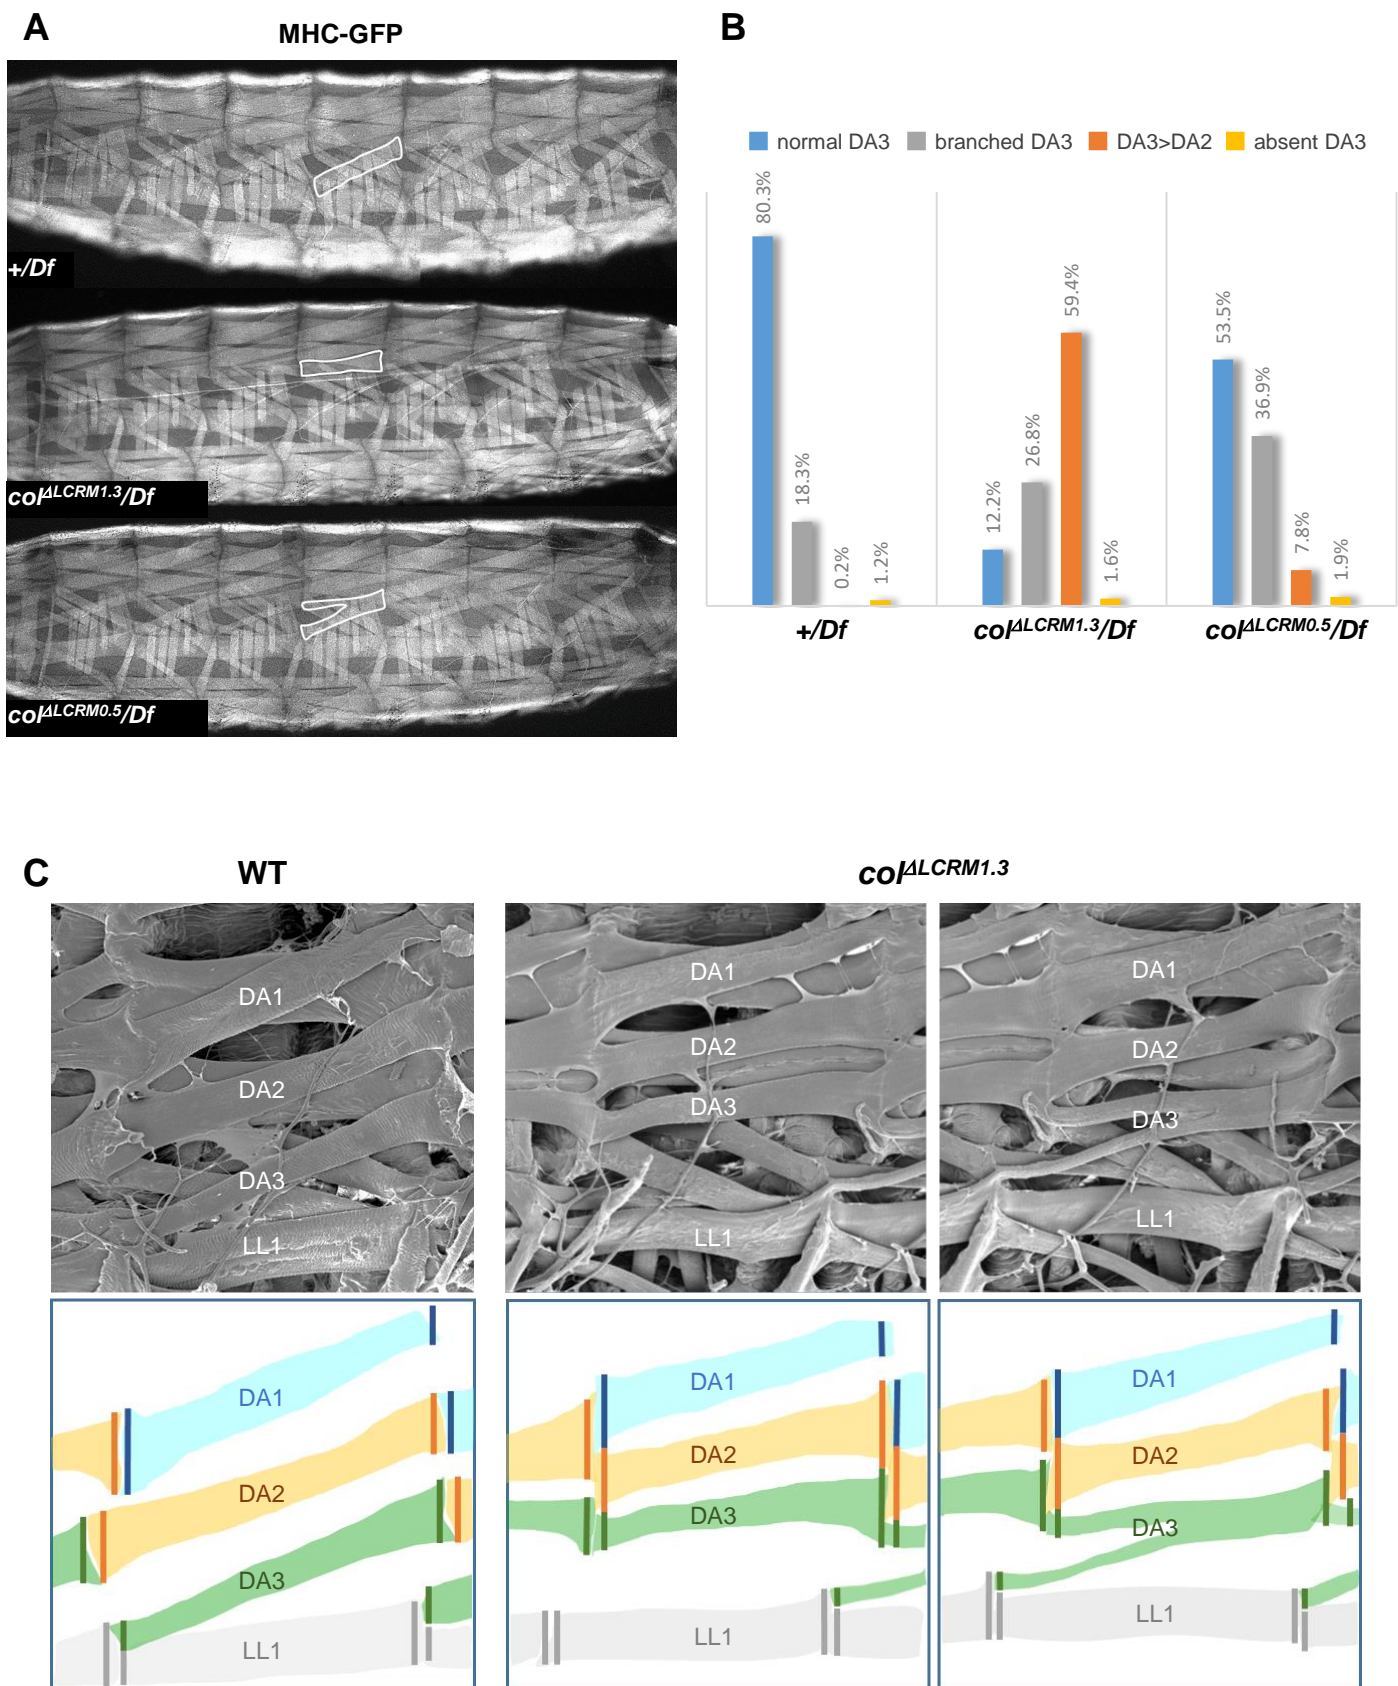 A
MHC-GFP
+/Df
colΔLCRM1.3/Df
colΔLCRM0.5/Df
B
normal DA3 branched DA3 DA3>DA2 absent DA3
80.3% 18.3% 0.2% 1.2% 12.2% 26.8% 59.4% 1.6% 53.5% 36.9% 7.8% 1.9%
+/Df colΔLCRM1.3/Df colΔLCRM0.5/Df
C
WT
colΔLCRM1.3
DA1 DA1 DA1
DA2 DA2 DA2
DA3 DA3 DA3
LL1 LL1 LL1
DA1 DA1 DA1
DA2 DA2 DA2
DA3 DA3 DA3
LL1 LL1 LL1